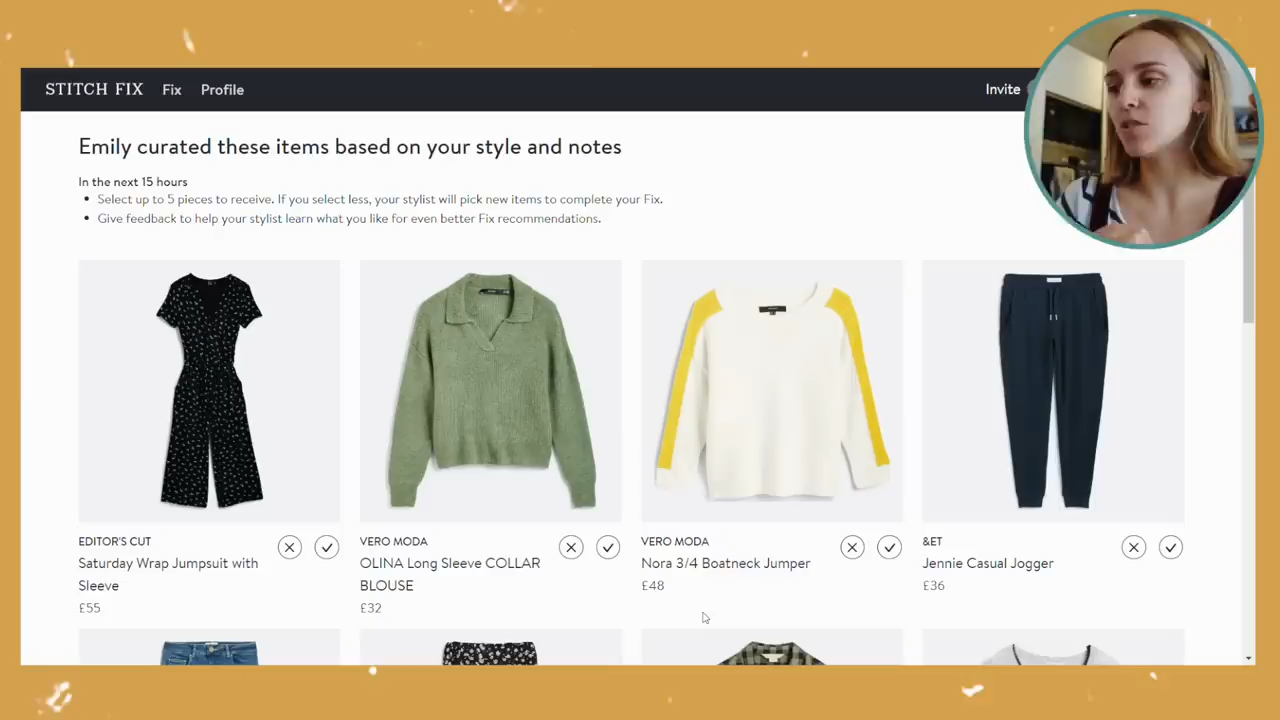 STITCH FIX Fix Profile Invite
Emily curated these items based on your style and notes
In the next 15 hours
• Select up to 5 pieces to receive. If you select less, your stylist will pick new items to complete your Fix.
• Give feedback to help your stylist learn what you like for even better Fix recommendations.
EDITOR'S CUT
Saturday Wrap Jumpsuit with
Sleeve
£55
VERO MODA
OLINA Long Sleeve COLLAR
BLOUSE
£32
VERO MODA
Nora 3/4 Boatneck Jumper
£48
&ET
Jennie Casual Jogger
£36